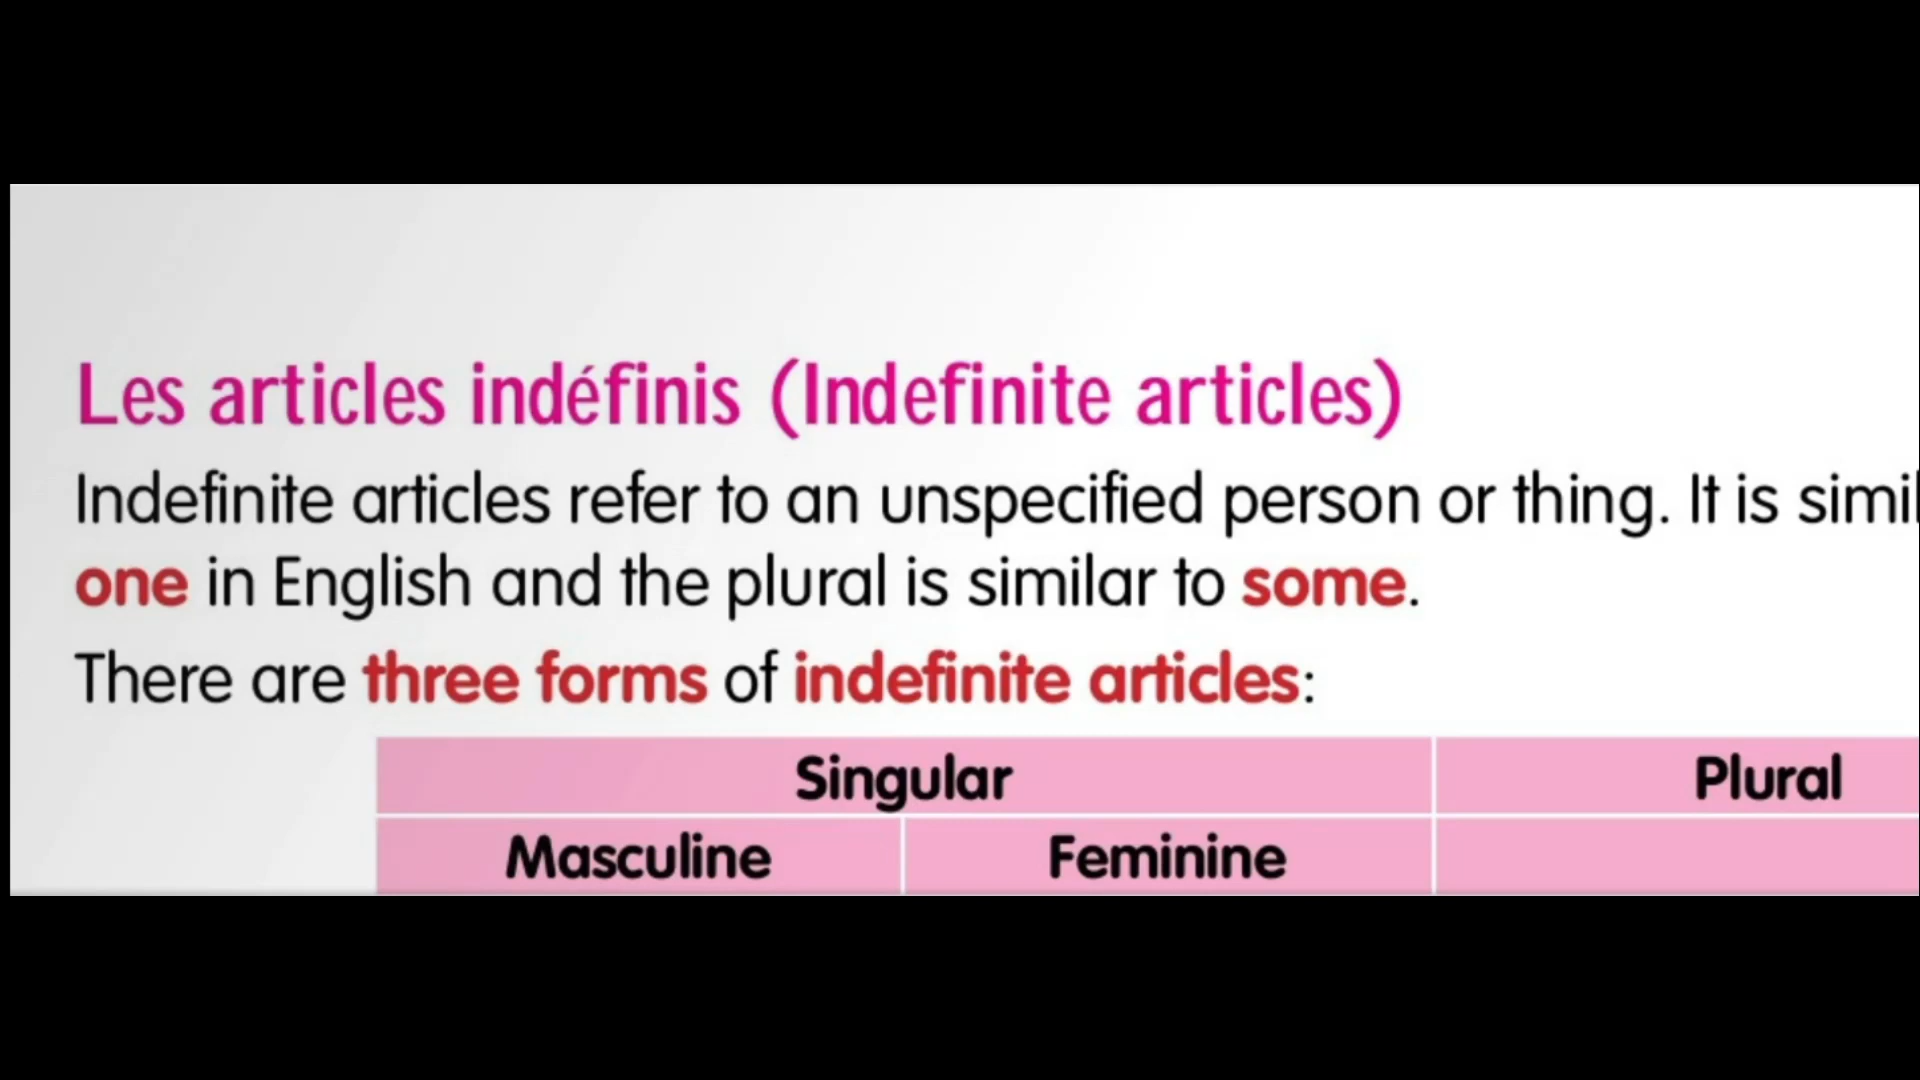 Les articles indéfinis (Indefinite articles)
Indefinite articles refer to an unspecified person or thing. It is simil
one in English and the plural is similar to some.
There are three forms of indefinite articles:
Singular Plural
Masculine Feminine